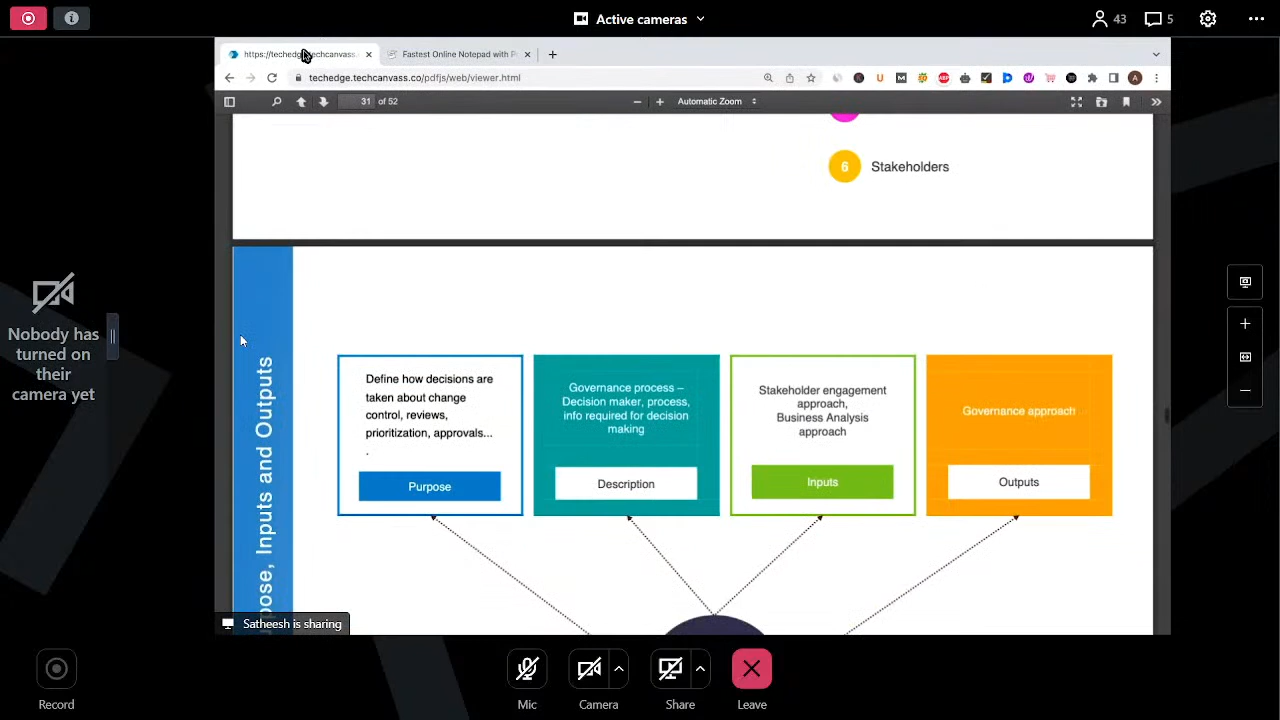 Active cameras
43
5
https://techedge.techcanvass.
Fastest Online Notepad with P
techedge.techcanvass.co/pdfjs/web/viewer.html
31 of 52
Automatic Zoom
6 Stakeholders
Nobody has
turned on
their
camera yet
rpose, Inputs and Outputs
Define how decisions are
taken about change
control, reviews,
prioritization, approvals...
.
Purpose
Governance process –
Decision maker, process,
info required for decision
making
Description
Stakeholder engagement
approach,
Business Analysis
approach
Inputs
Governance approach
Outputs
Satheesh is sharing
Record
Mic
Camera
Share
Leave